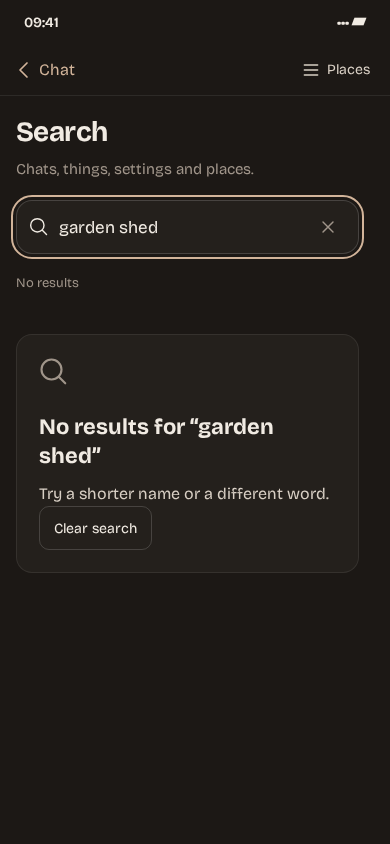 09:41
Chat
Places
Search
Chats, things, settings and places.
garden shed
No results
No results for “garden
shed”
Try a shorter name or a different word.
Clear search